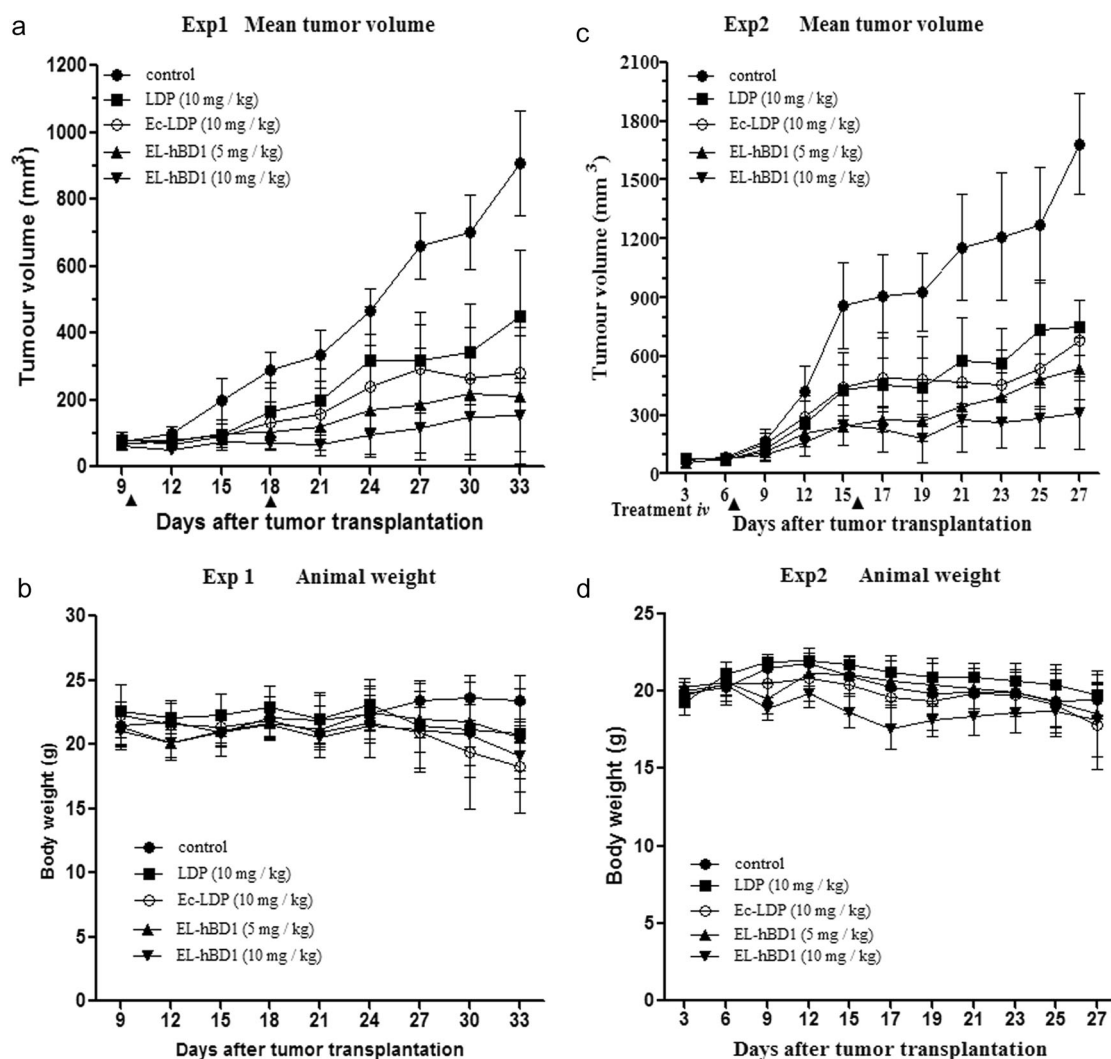 a
Exp1 Mean tumor volume
Tumour volume (mm³)
1200
1000
800
600
400
200
0
control
LDP (10 mg / kg)
Ec-LDP (10 mg / kg)
EL-hBD1 (5 mg / kg)
EL-hBD1 (10 mg / kg)
9 12 15 18 21 24 27 30 33
Days after tumor transplantation
c
Exp2 Mean tumor volume
Tumour volume (mm ³)
2100
1800
1500
1200
900
600
300
0
control
LDP (10 mg / kg)
Ec-LDP (10 mg / kg)
EL-hBD1 (5 mg / kg)
EL-hBD1 (10 mg / kg)
3 6 9 12 15 17 19 21 23 25 27
Treatment iv
Days after tumor transplantation
b
Exp 1 Animal weight
Body weight (g)
30
25
20
15
10
5
0
control
LDP (10 mg / kg)
Ec-LDP (10 mg / kg)
EL-hBD1 (5 mg / kg)
EL-hBD1 (10 mg / kg)
9 12 15 18 21 24 27 30 33
Days after tumor transplantation
d
Exp2 Animal weight
Body weight (g)
25
20
15
10
5
0
control
LDP (10 mg / kg)
Ec-LDP (10 mg / kg)
EL-hBD1 (5 mg / kg)
EL-hBD1 (10 mg / kg)
3 6 9 12 15 17 19 21 23 25 27
Days after tumor transplantation